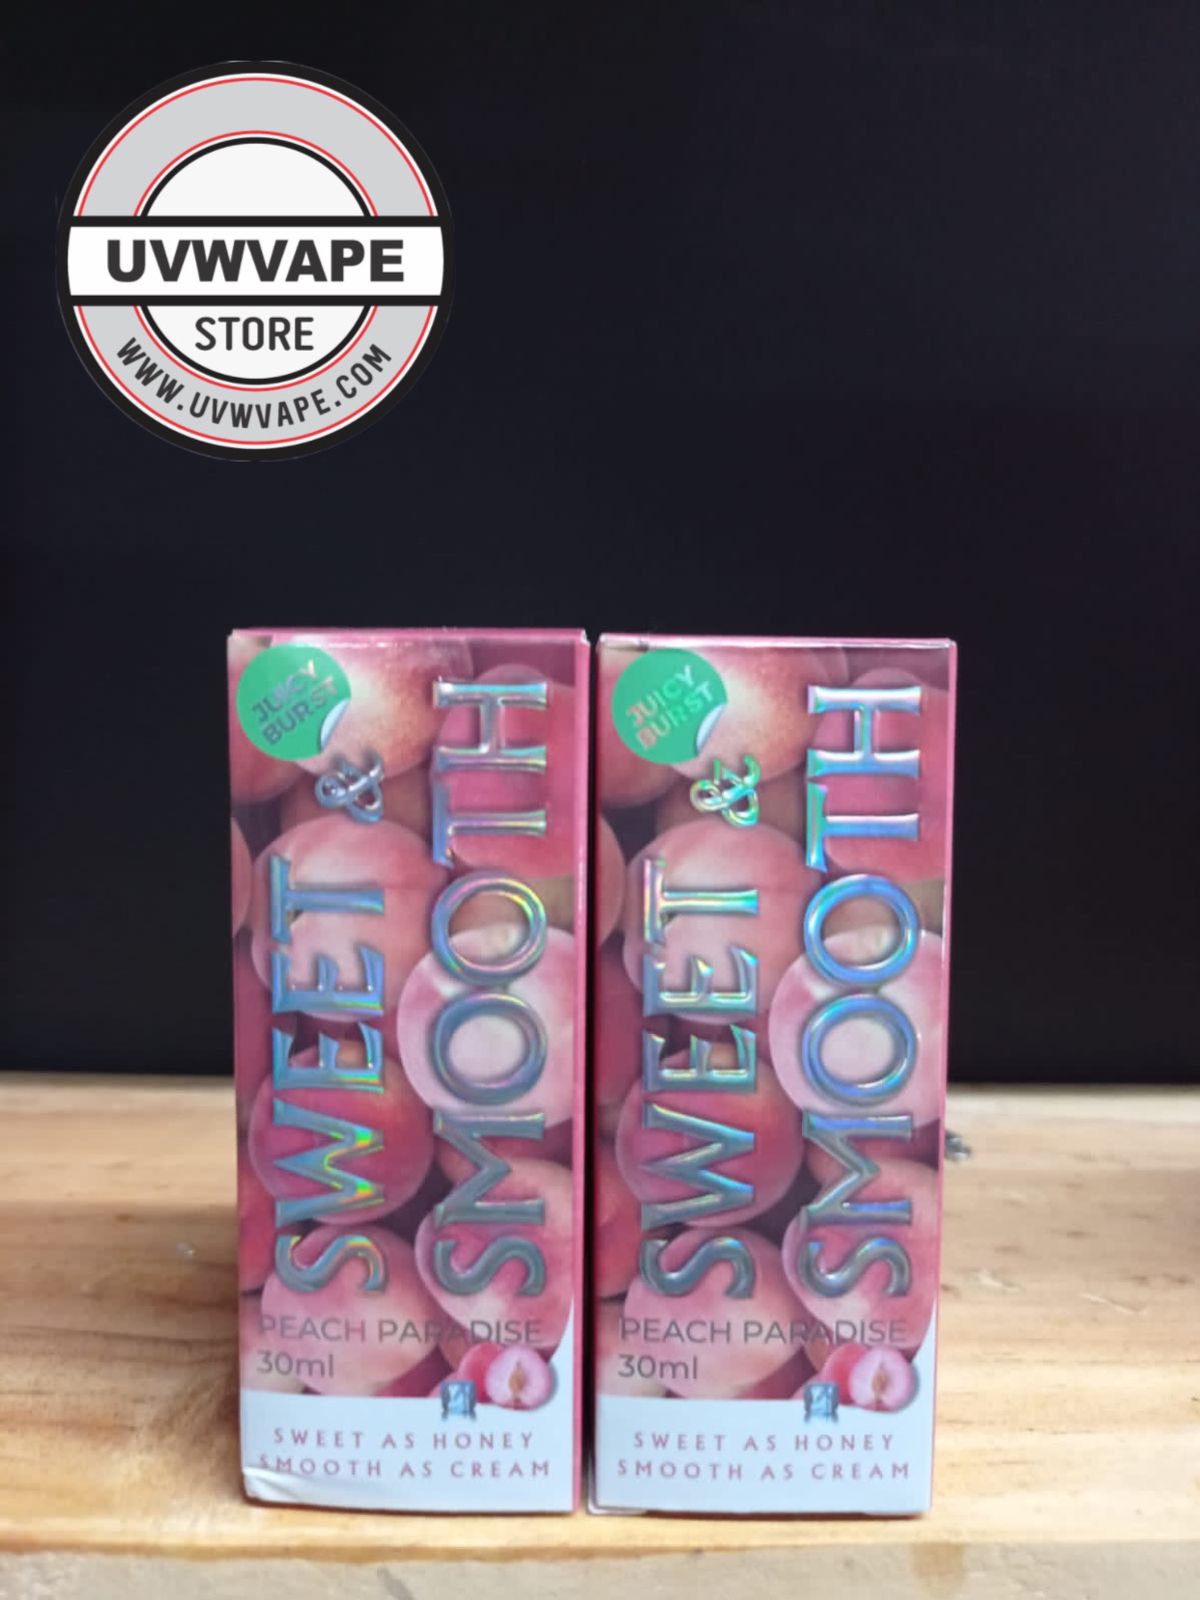 UVWVAPE
STORE
WWW.UVWVAPE.COM
JUICY
BURST
SWEET &
SMOOTH
PEACH PARADISE
30ml
SWEET AS HONEY
SMOOTH AS CREAM
JUICY
BURST
SWEET &
SMOOTH
PEACH PARADISE
30ml
SWEET AS HONEY
SMOOTH AS CREAM